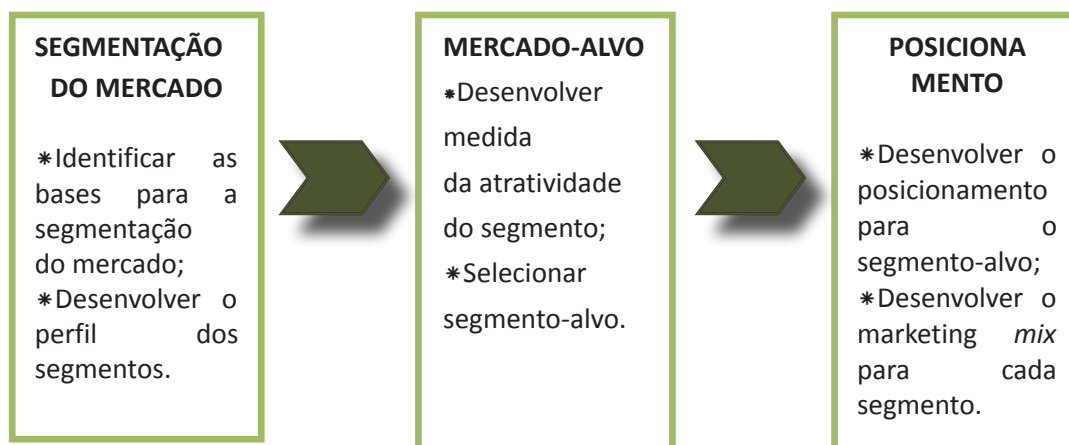 SEGMENTAÇÃO
DO MERCADO
*Identificar as
bases para a
segmentação
do mercado;
*Desenvolver o
perfil dos
segmentos.
MERCADO-ALVO
*Desenvolver
medida
da atratividade
do segmento;
*Selecionar
segmento-alvo.
POSICIONA
MENTO
*Desenvolver o
posicionamento
para o
segmento-alvo;
*Desenvolver o
marketing mix
para cada
segmento.